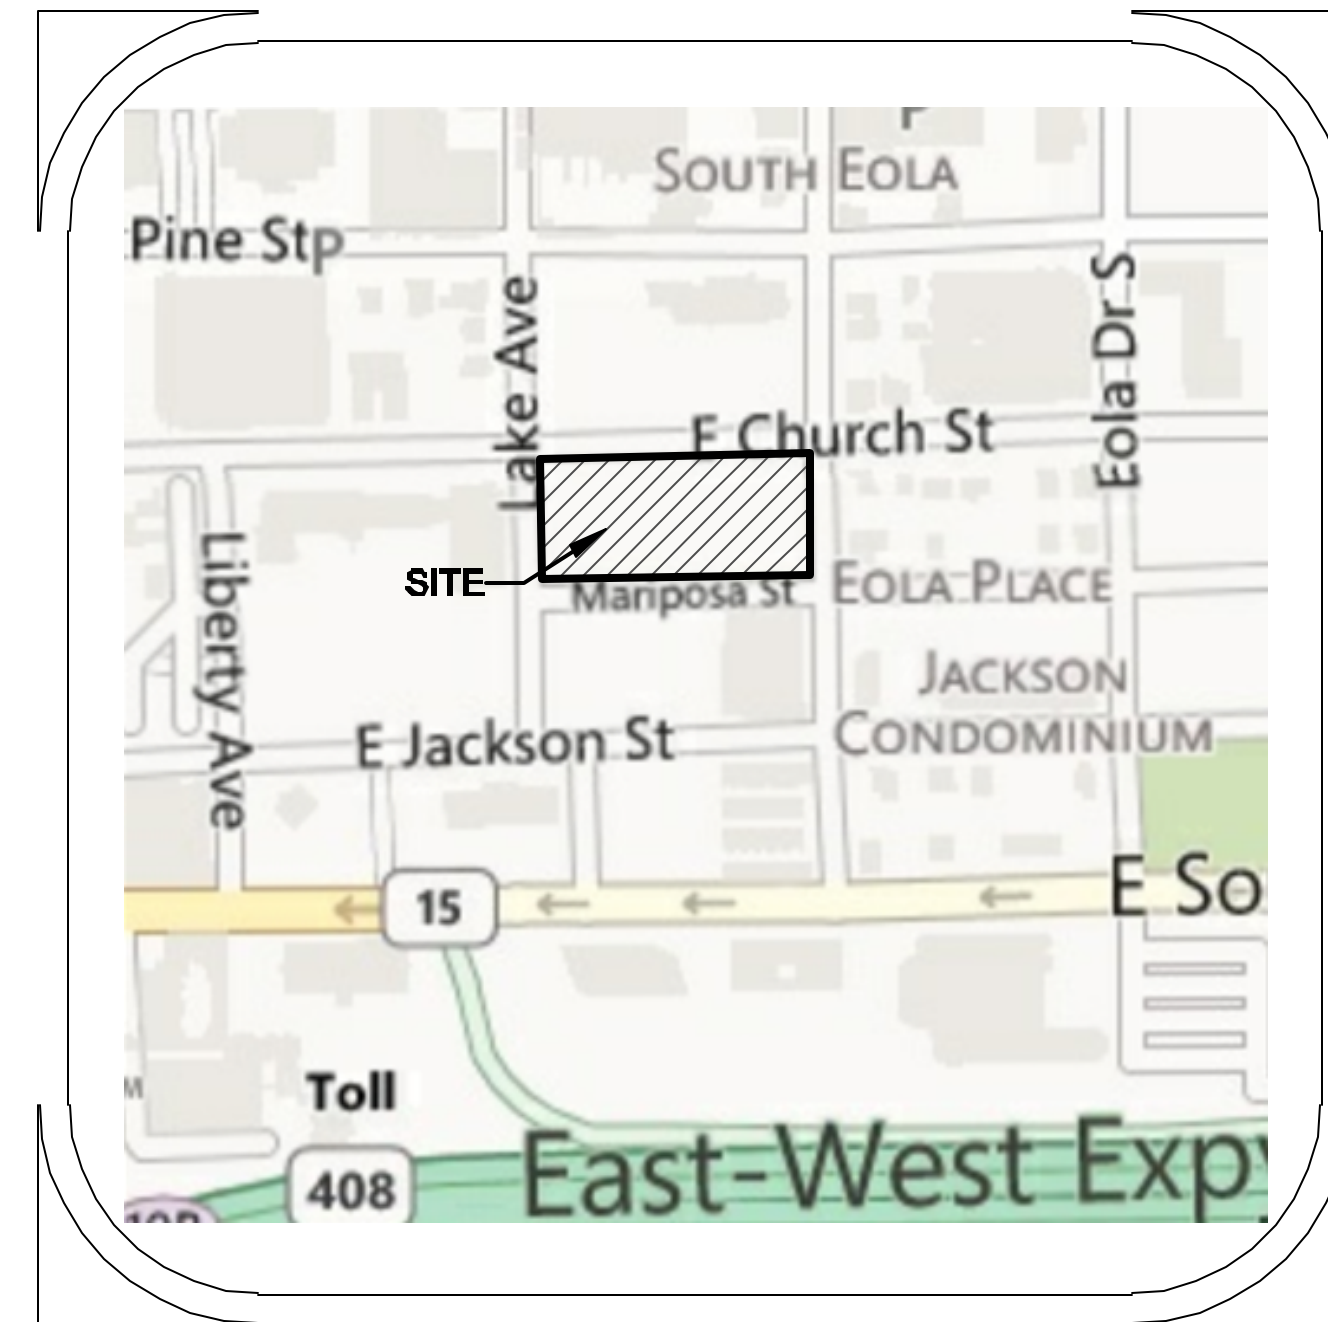 P
SOUTH EOLA
Pine St
p
Lake Ave
Eola Dr S
E Church St
SITE
Mariposa St
EOLA PLACE
Liberty Ave
JACKSON
CONDOMINIUM
E Jackson St
15
E So
M
Toll
408
East-West Expy